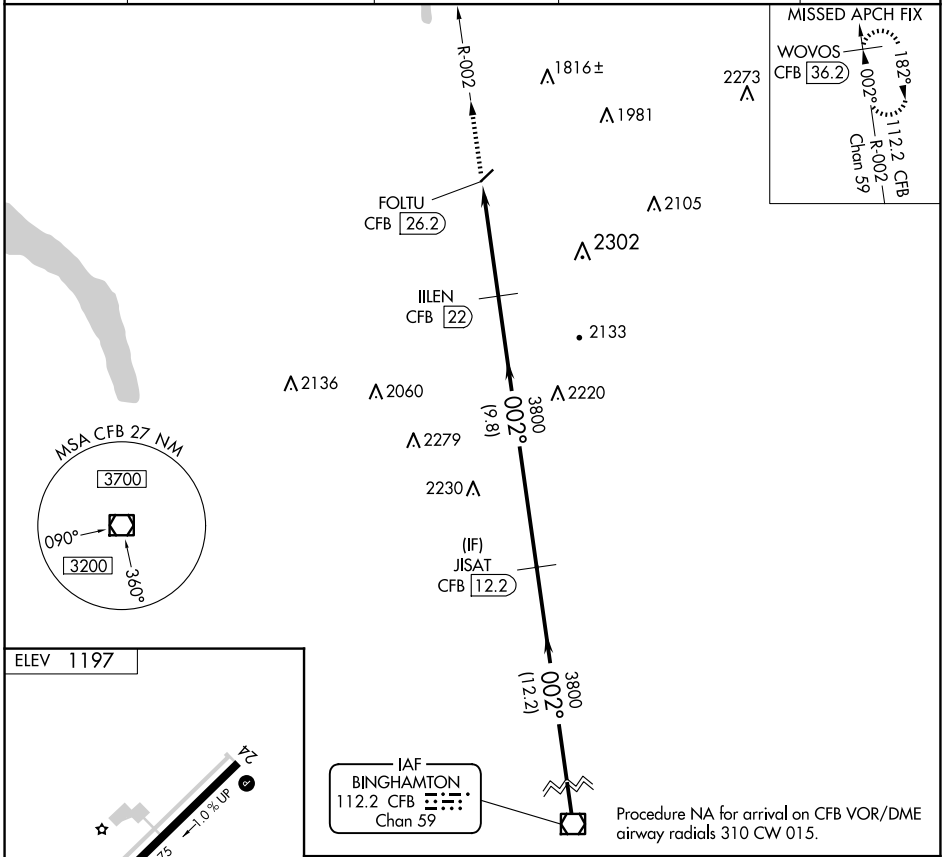 MISSED APCH FIX
WOVOS
CFB 36.2
002°
182°
112.2 CFB
R-002
Chan 59
R-002
1816±
2273
1981
FOLTU
CFB 26.2
2105
2302
IILEN
CFB 22
2133
2136
2060
2220
3800
002°
(9.8)
2279
2230
MSA CFB 27 NM
3700
090°
3200
360°
(IF)
JISAT
CFB 12.2
3800
002°
(12.2)
ELEV 1197
24
P
1.0% UP
75
IAF
BINGHAMTON
112.2 CFB
Chan 59
Procedure NA for arrival on CFB VOR/DME
airway radials 310 CW 015.